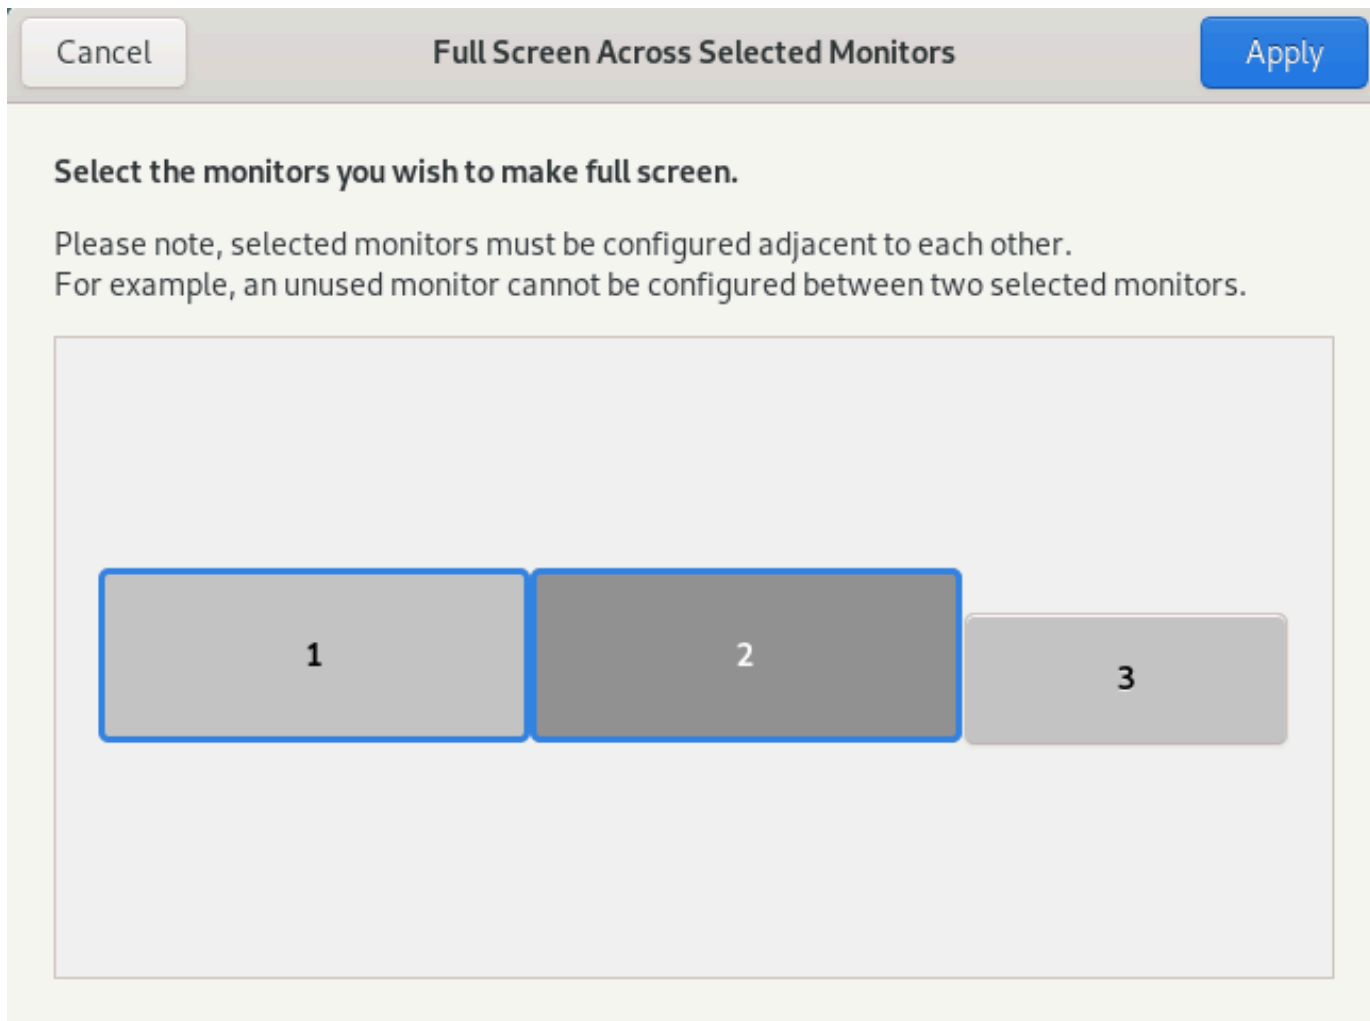 Cancel
Full Screen Across Selected Monitors
Apply
Select the monitors you wish to make full screen.
Please note, selected monitors must be configured adjacent to each other.
For example, an unused monitor cannot be configured between two selected monitors.
1
2
3